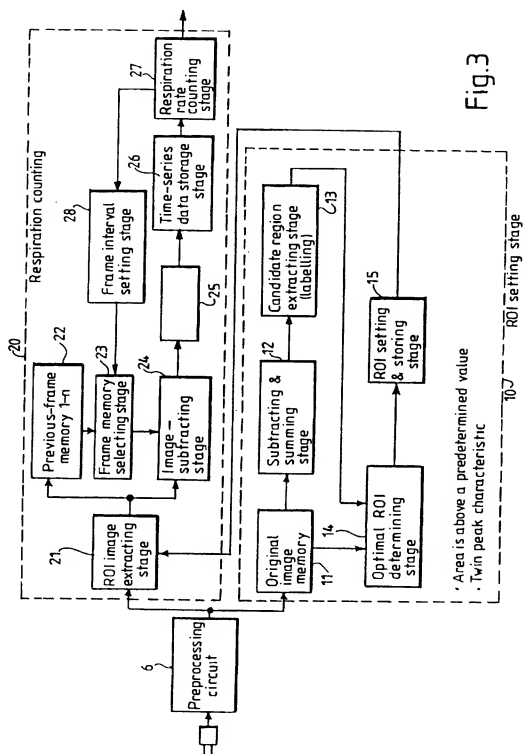 20
Respiration counting
22
Previous-frame
memory 1-n
28
Frame interval
setting stage
23
Frame memory
selecting stage
21
ROI image
extracting
stage
24
Image-
subtracting
stage
25
26
Time-series
data storage
stage
27
Respiration
rate
counting
stage
6
Preprocessing
circuit
11
Original
image
memory
12
Subtracting &
summing
stage
13
Candidate region
extracting stage
(labelling)
14
Optimal ROI
determining
stage
15
ROI setting
& storing
stage
' Area is above a predetermined value
· Twin peak characteristic
10
ROI setting stage
Fig.3